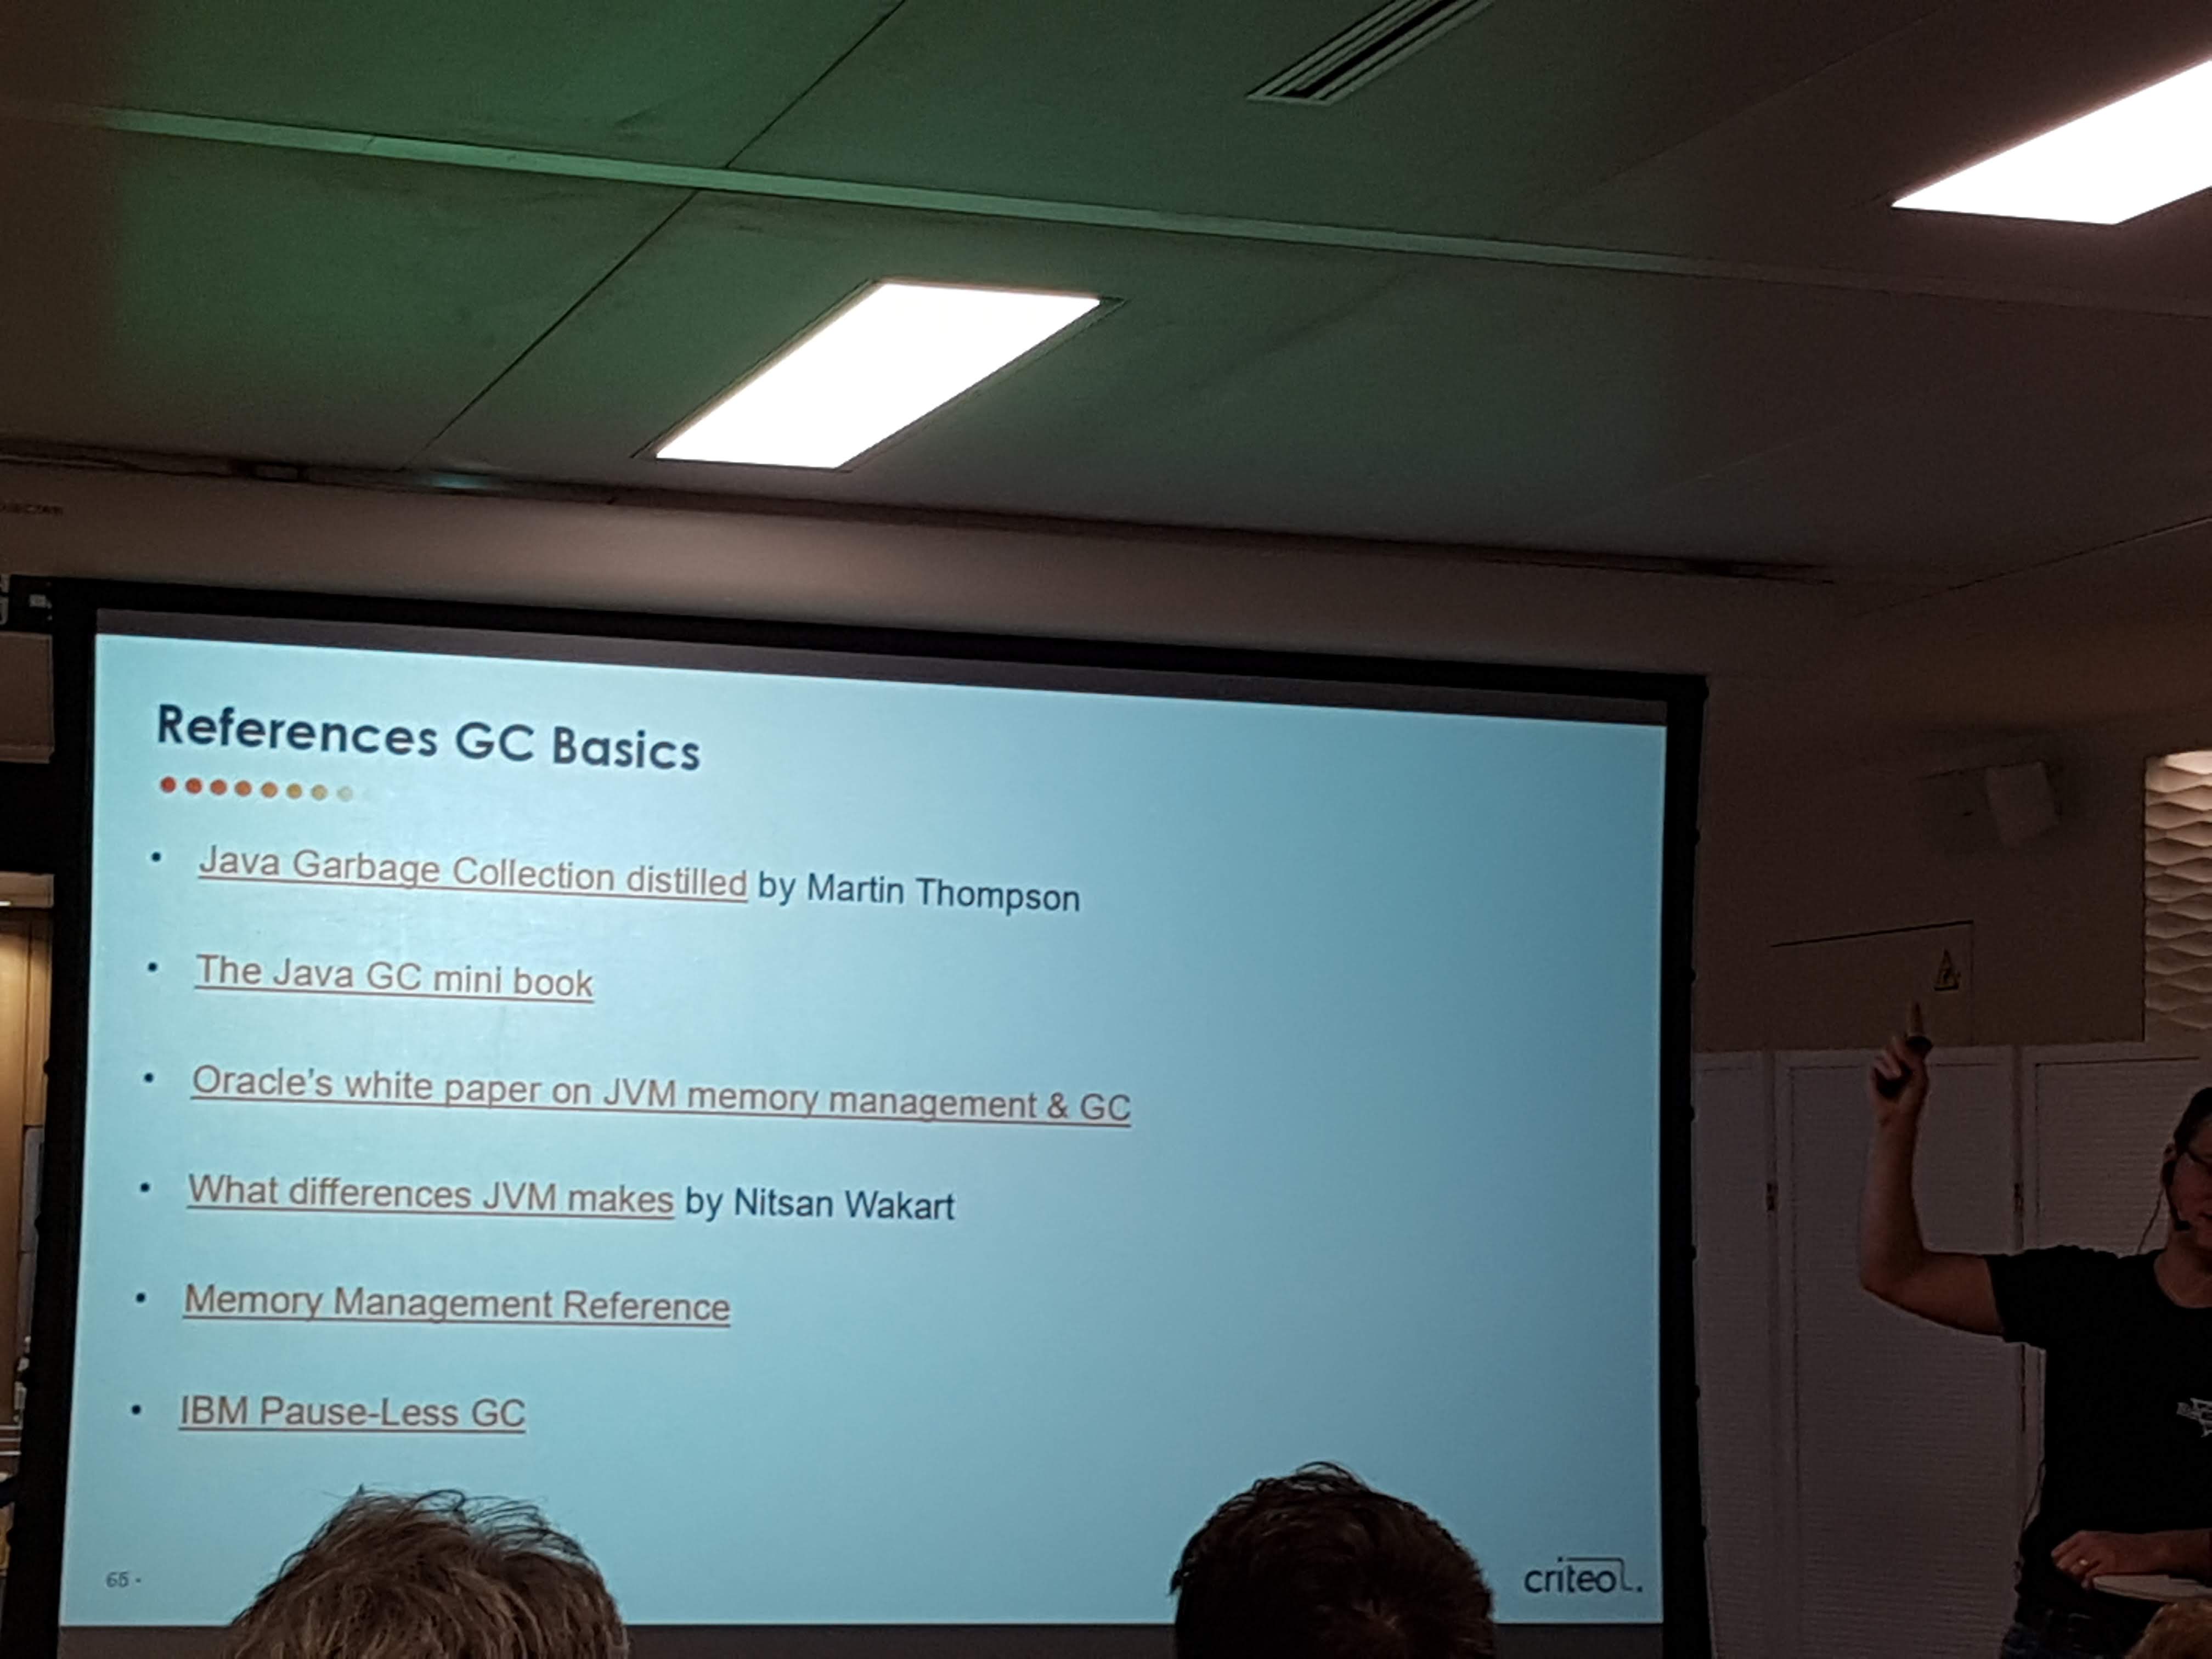 References GC Basics
• Java Garbage Collection distilled by Martin Thompson
• The Java GC mini book
• Oracle's white paper on JVM memory management & GC
• What differences JVM makes by Nitsan Wakart
• Memory Management Reference
• IBM Pause-Less GC
criteo.